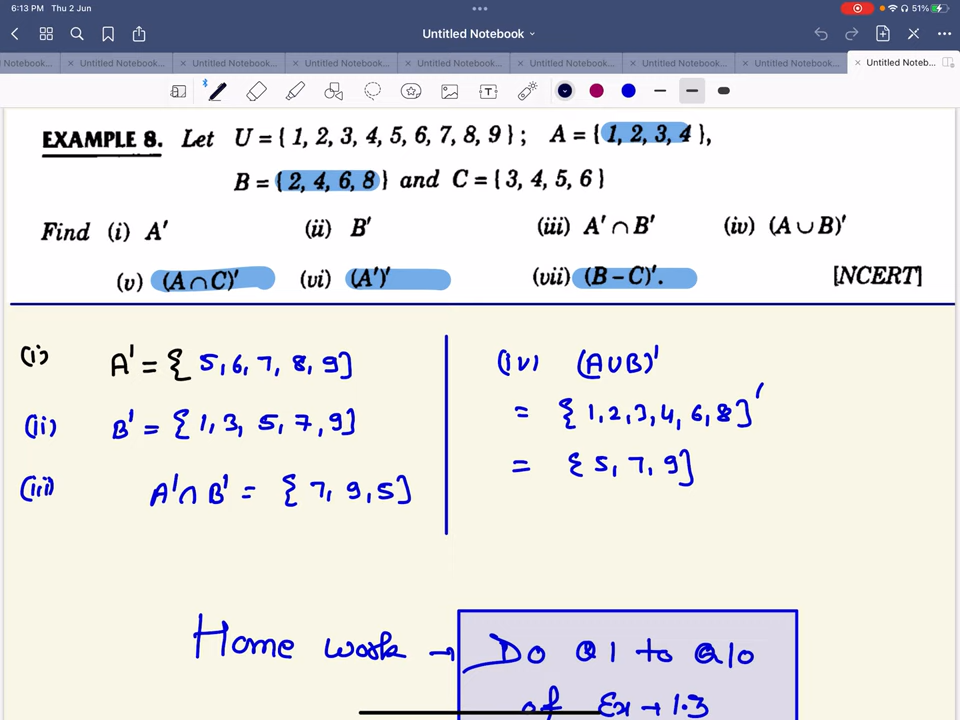 6:13 PM Thu 2 Jun
51%
Untitled Notebook
Notebook... Untitled Notebook... Untitled Notebook... Untitled Notebook... Untitled Notebook... Untitled Notebook... Untitled Notebook... Untitled Noteb...
EXAMPLE 8. Let U = { 1, 2, 3, 4, 5, 6, 7, 8, 9 } ; A = { 1, 2, 3, 4 },
B = { 2, 4, 6, 8 } and C = { 3, 4, 5, 6 }
Find (i) A′ (ii) B′ (iii) A′ ∩ B′ (iv) (A ∪ B)′
(v) (A ∩ C)′ (vi) (A′)′ (vii) (B – C)′. [NCERT]
(i) A' = { 5, 6, 7, 8, 9}
(ii) B' = { 1, 3, 5, 7, 9}
(iii) A' ∩ B' = { 7, 9, 5}
(iv) (A ∪ B)'
= { 1, 2, 3, 4, 6, 8}'
= { 5, 7, 9}
Home work → Do Q1 to Q10
of Ex → 1.3